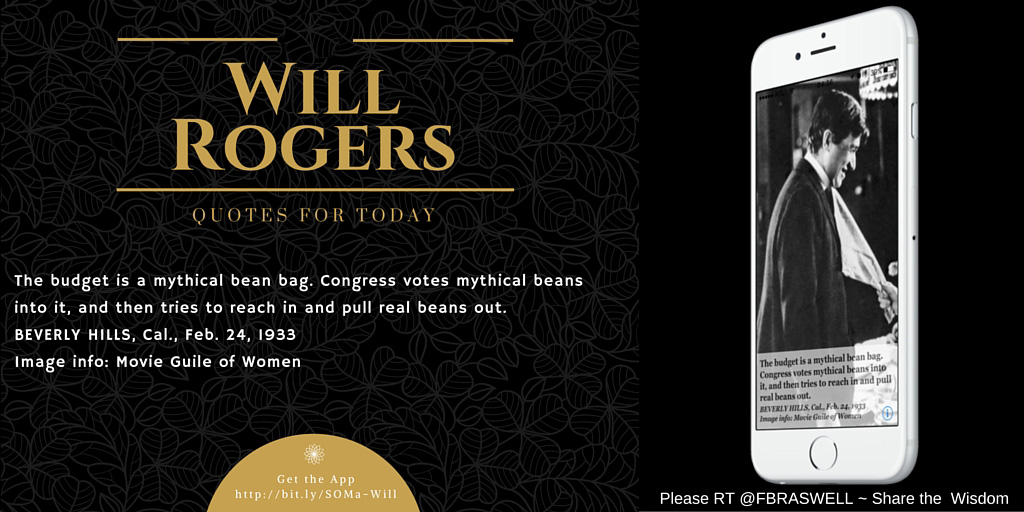 WILL
ROGERS
QUOTES FOR TODAY
The budget is a mythical bean bag. Congress votes mythical beans
into it, and then tries to reach in and pull real beans out.
BEVERLY HILLS, Cal., Feb. 24, 1933
Image info: Movie Guile of Women
Get the App
http://bit.ly/SOMa-Will
The budget is a mythical bean bag.
Congress votes mythical beans into
it, and then tries to reach in and pull
real beans out.
BEVERLY HILLS, Cal., Feb. 24, 1933
Image info: Movie Guile of Women
Please RT @FBRASWELL ~ Share the Wisdom